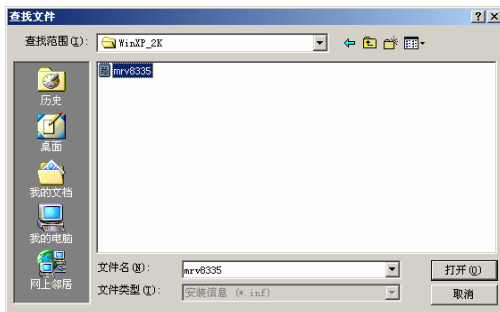 查找文件
查找范围(I):
WinXP_2K
历史
桌面
我的文档
我的电脑
网上邻居
mrv8335
文件名(N):
mrv8335
打开(O)
文件类型(T):
安装信息 (*.inf)
取消